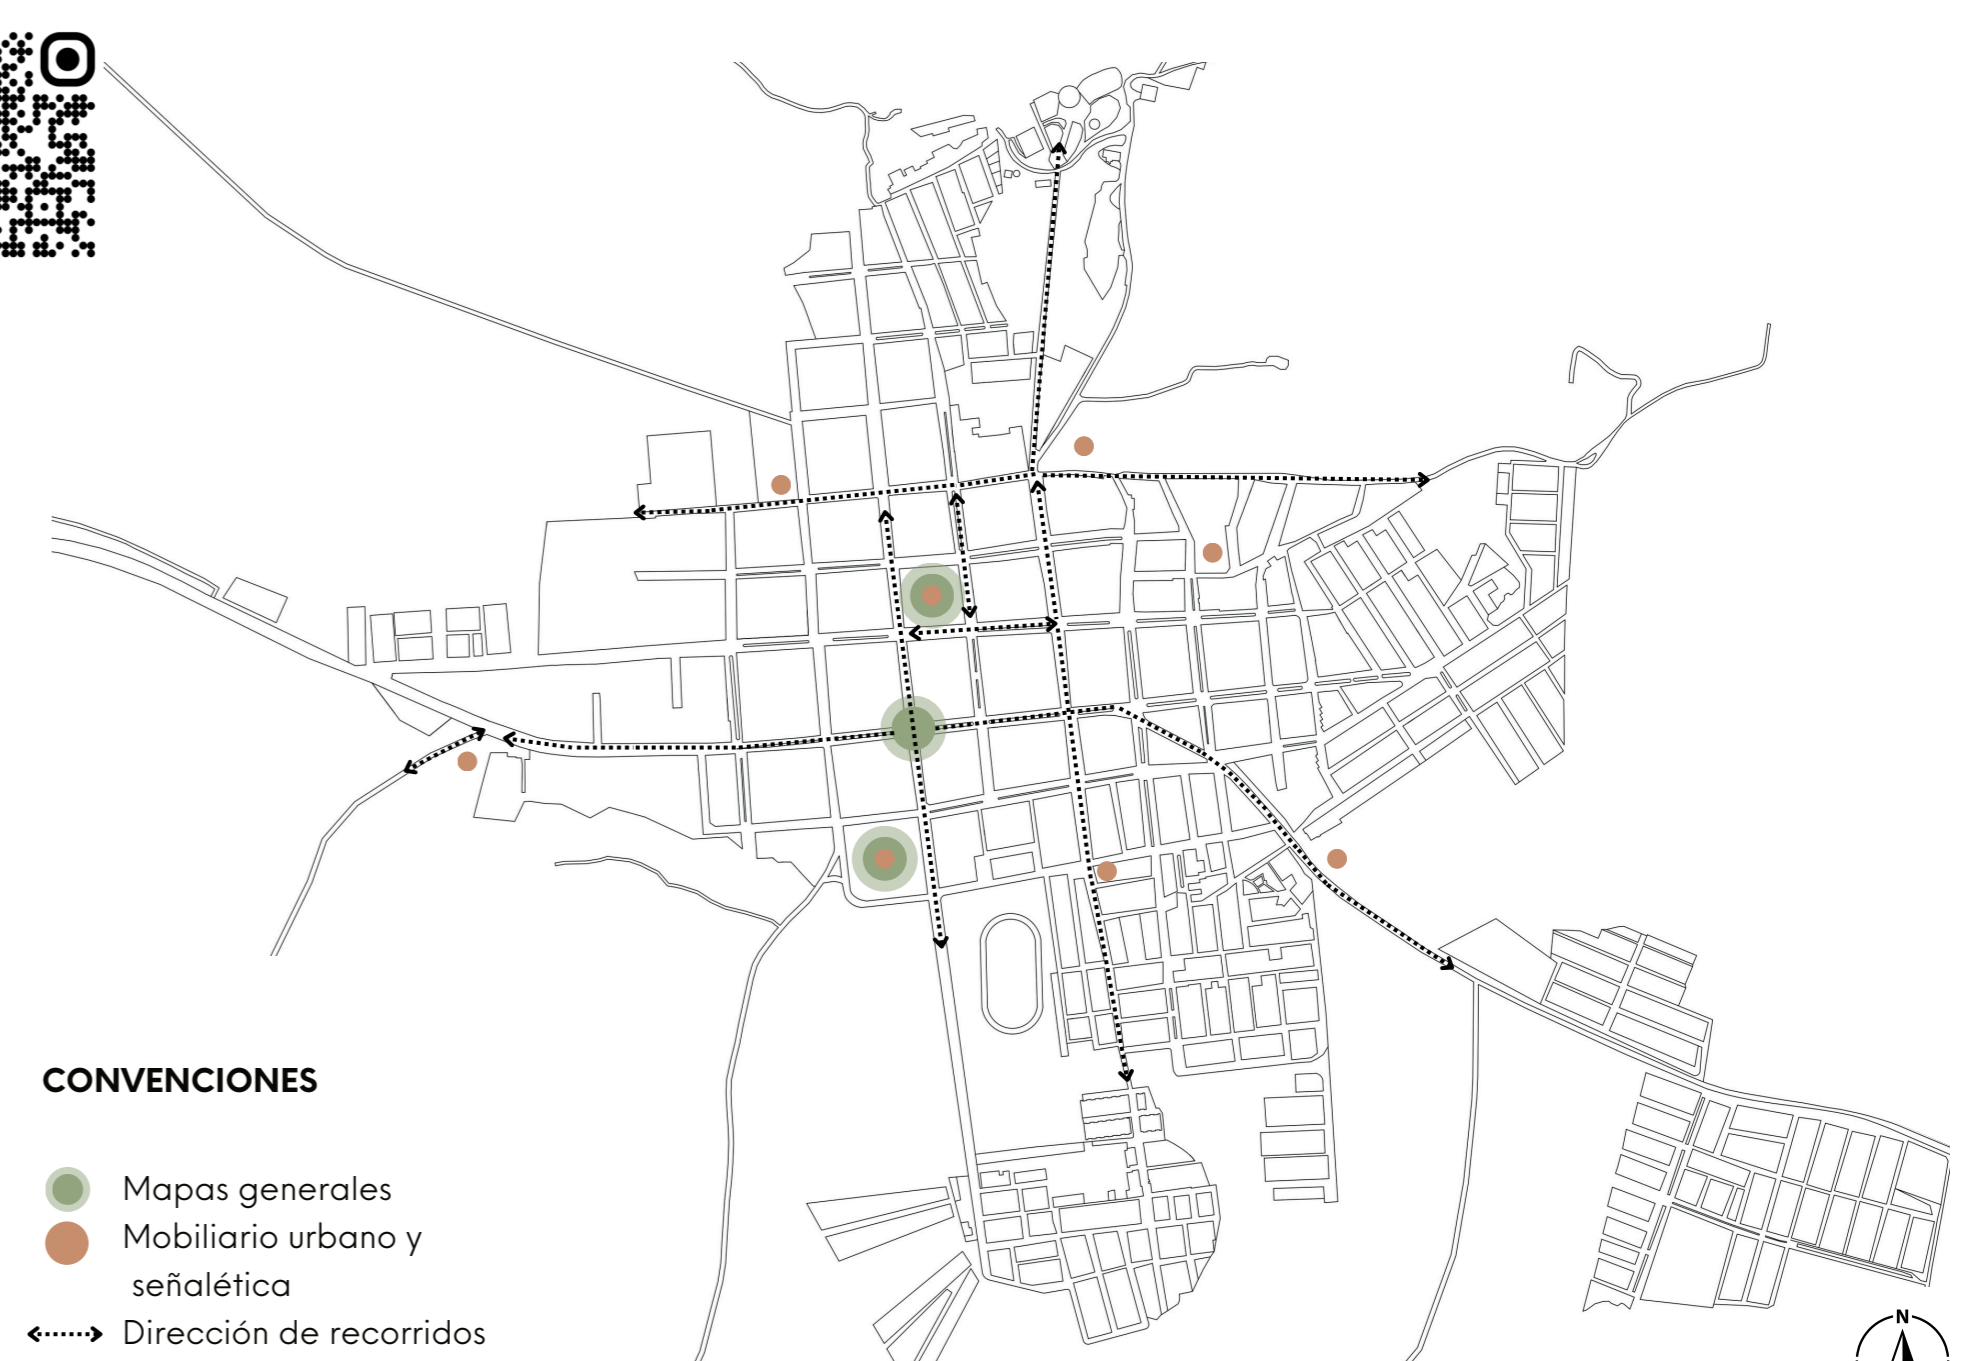 CONVENCIONES
Mapas generales
Mobiliario urbano y
señalética
Dirección de recorridos
N